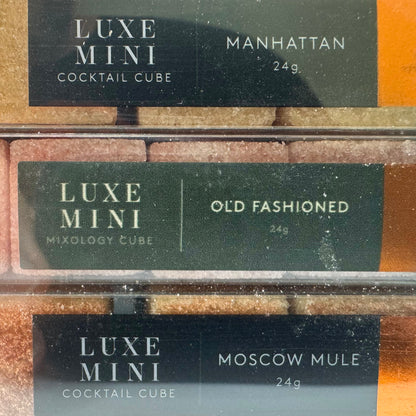 LUXE
MINI
COCKTAIL CUBE
MANHATTAN
24g
LUXE
MINI
MIXOLOGY CUBE
OLD FASHIONED
24g
LUXE
MINI
COCKTAIL CUBE
MOSCOW MULE
24g